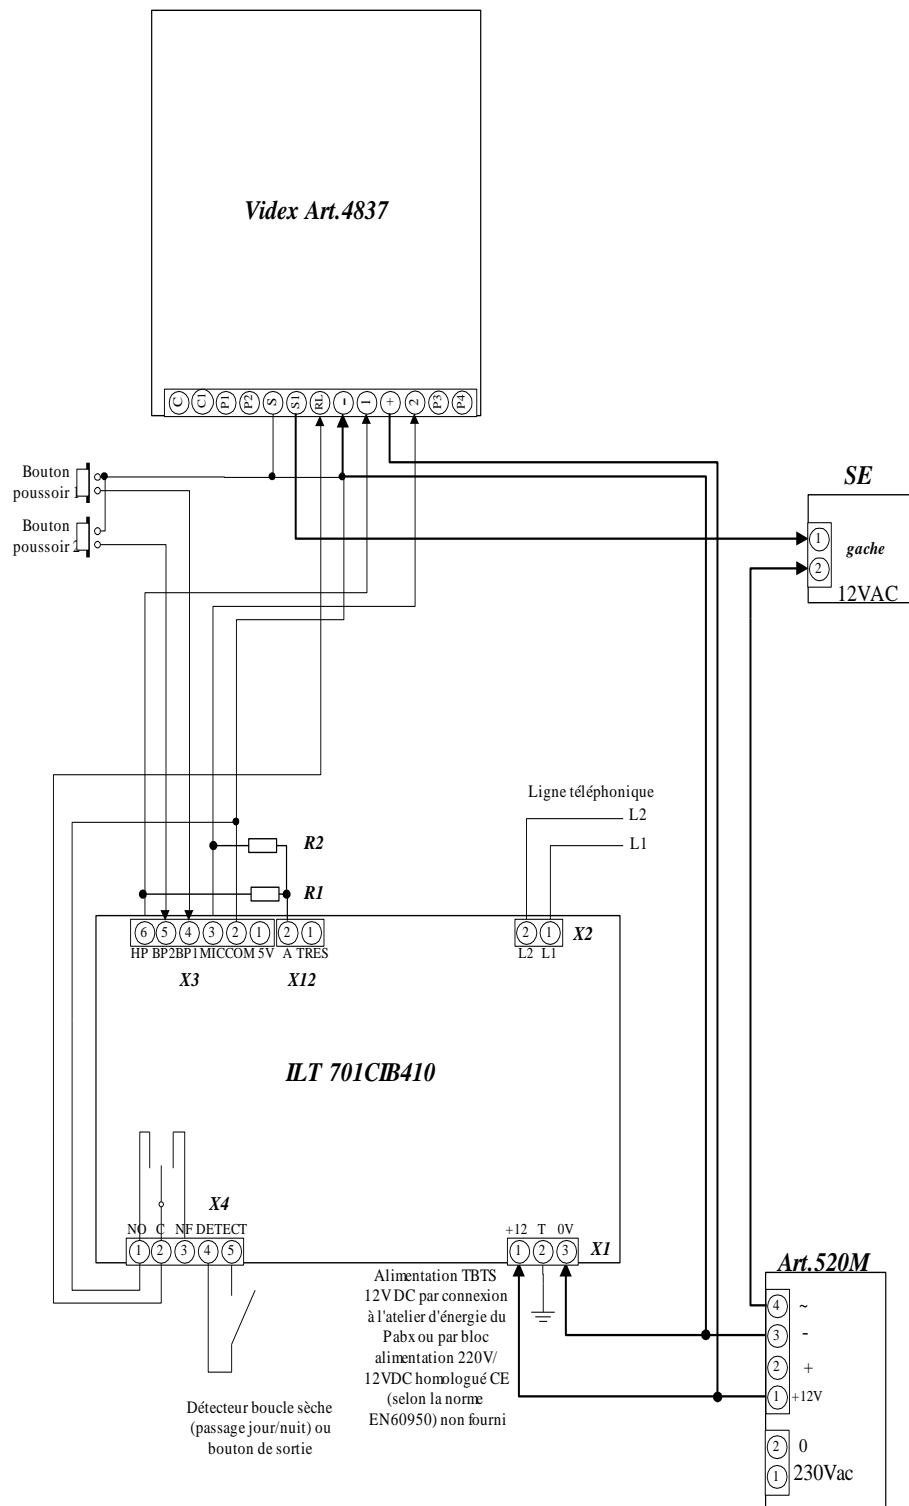 Videx Art.4837
C C1 P1 P2 S S1 RL - 1 + 2 P3 P4
Bouton
poussoir 1
Bouton
poussoir 2
SE
1
gache
2
12VAC
Ligne téléphonique
L2
L1
R2
R1
6 5 4 3 2 1 2 1
HP BP2 BP1 MIC COM 5V A TRES
X3 X12
2 1 X2
L2 L1
ILT 701CIB410
X4
NO C NF DETECT
1 2 3 4 5
+12 T 0V
1 2 3 X1
Alimentation TBTS
12V DC par connexion
à l'atelier d'énergie du
Pabx ou par bloc
alimentation 220V/
12VDC homologué CE
(selon la norme
EN60950) non fourni
Détecteur boucle sèche
(passage jour/nuit) ou
bouton de sortie
Art.520M
4 ~
3 -
2 +
1 +12V
2 0
1 230Vac